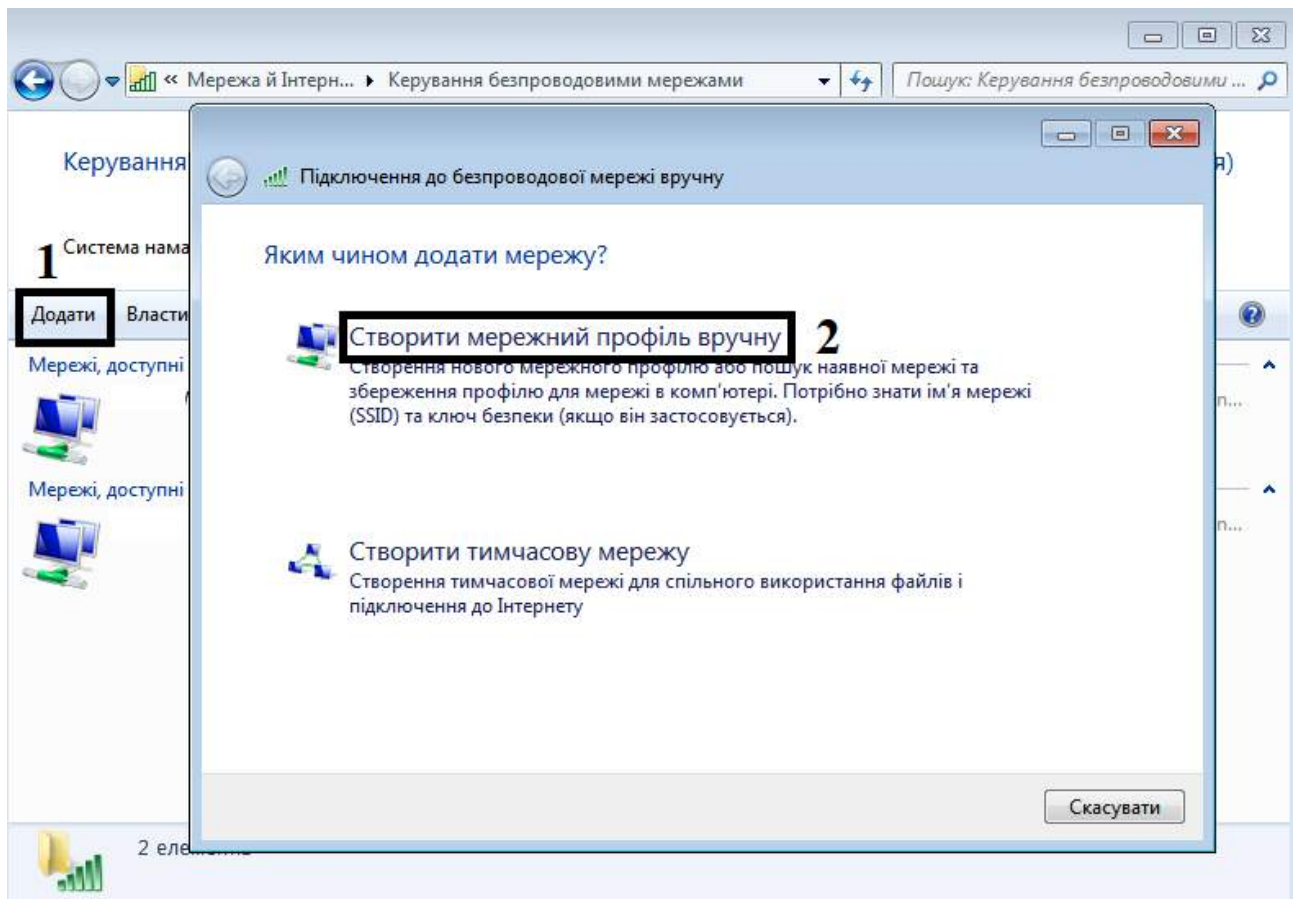 « Мережа й Інтерн... Керування безпроводовими мережами
Пошук: Керування безпроводовими ...
Керування
я)
Підключення до безпроводової мережі вручну
1
Система нама
Яким чином додати мережу?
Додати Власти
Створити мережний профіль вручну 2
Створення нового мережного профілю або пошук наявної мережі та
збереження профілю для мережі в комп'ютері. Потрібно знати ім'я мережі
(SSID) та ключ безпеки (якщо він застосовується).
Мережі, доступні
п...
Мережі, доступні
п...
Створити тимчасову мережу
Створення тимчасової мережі для спільного використання файлів і
підключення до Інтернету
Скасувати
2